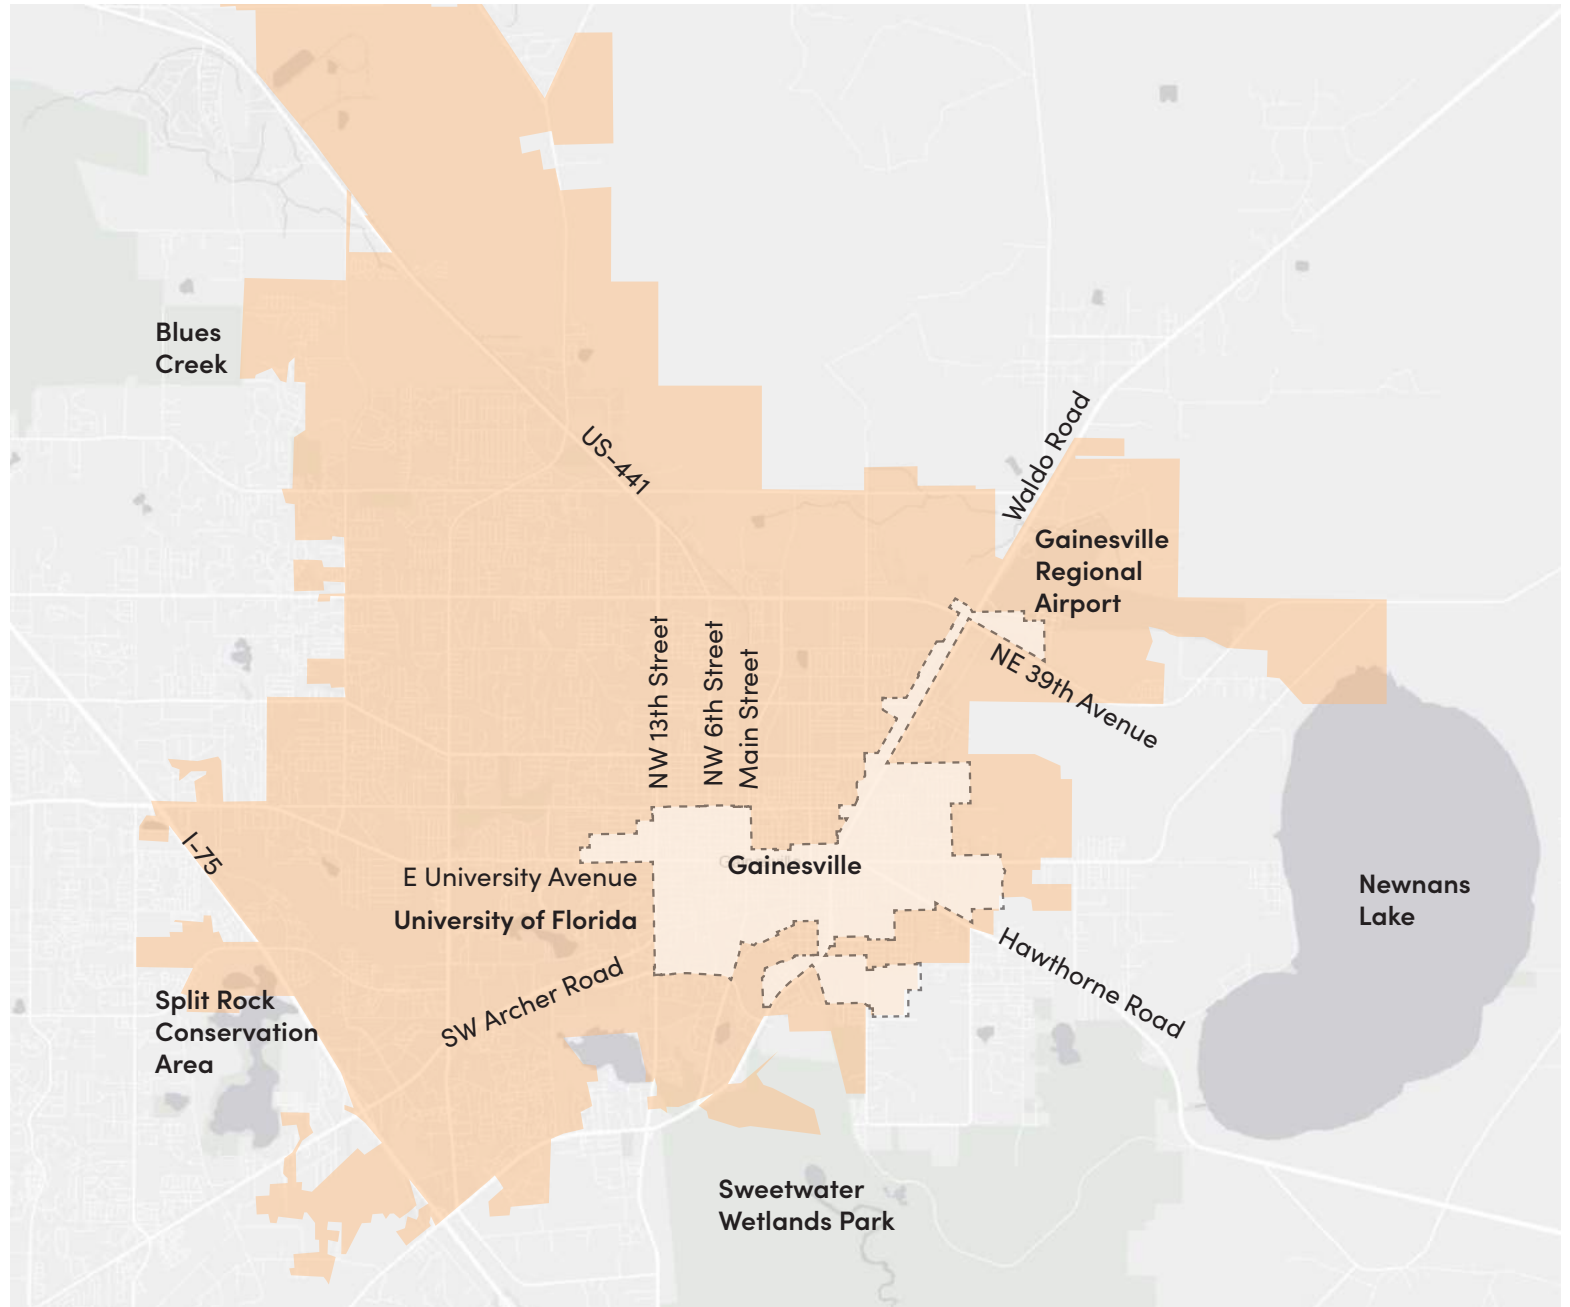 Blues
Creek
US-441
Waldo Road
Gainesville
Regional
Airport
NW 13th Street
NW 6th Street
Main Street
NE 39th Avenue
I-75
Gainesville
E University Avenue
University of Florida
Newnans
Lake
Hawthorne Road
SW Archer Road
Split Rock
Conservation
Area
Sweetwater
Wetlands Park